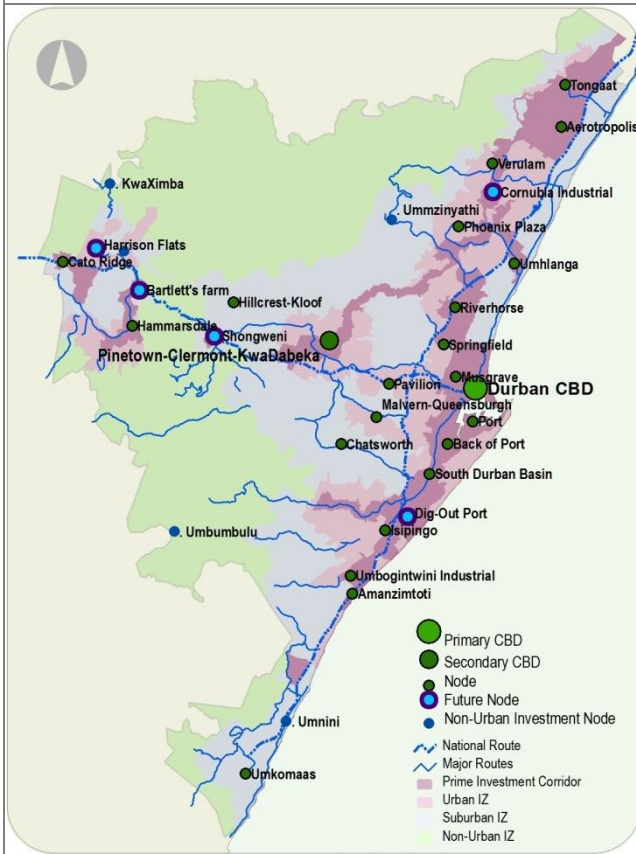 Tongaat
Aerotropolis
Verulam
. KwaXimba
Cornubia Industrial
. Ummzinyathi
Phoenix Plaza
Harrison Flats
Cato Ridge
Umhlanga
Bartlett's farm
Hillcrest-Kloof
Riverhorse
Hammarsdale
Shongweni
Springfield
Pinetown-Clermont-KwaDabeka
Musgrave
Pavilion
Durban CBD
Malvern-Queensburgh
Port
Chatsworth
Back of Port
South Durban Basin
Dig-Out Port
Isipingo
. Umbumbulu
Umbogintwini Industrial
Amanzimtoti
. Umnini
Umkomaas
Primary CBD
Secondary CBD
Node
Future Node
Non-Urban Investment Node
National Route
Major Routes
Prime Investment Corridor
Urban IZ
Suburban IZ
Non-Urban IZ